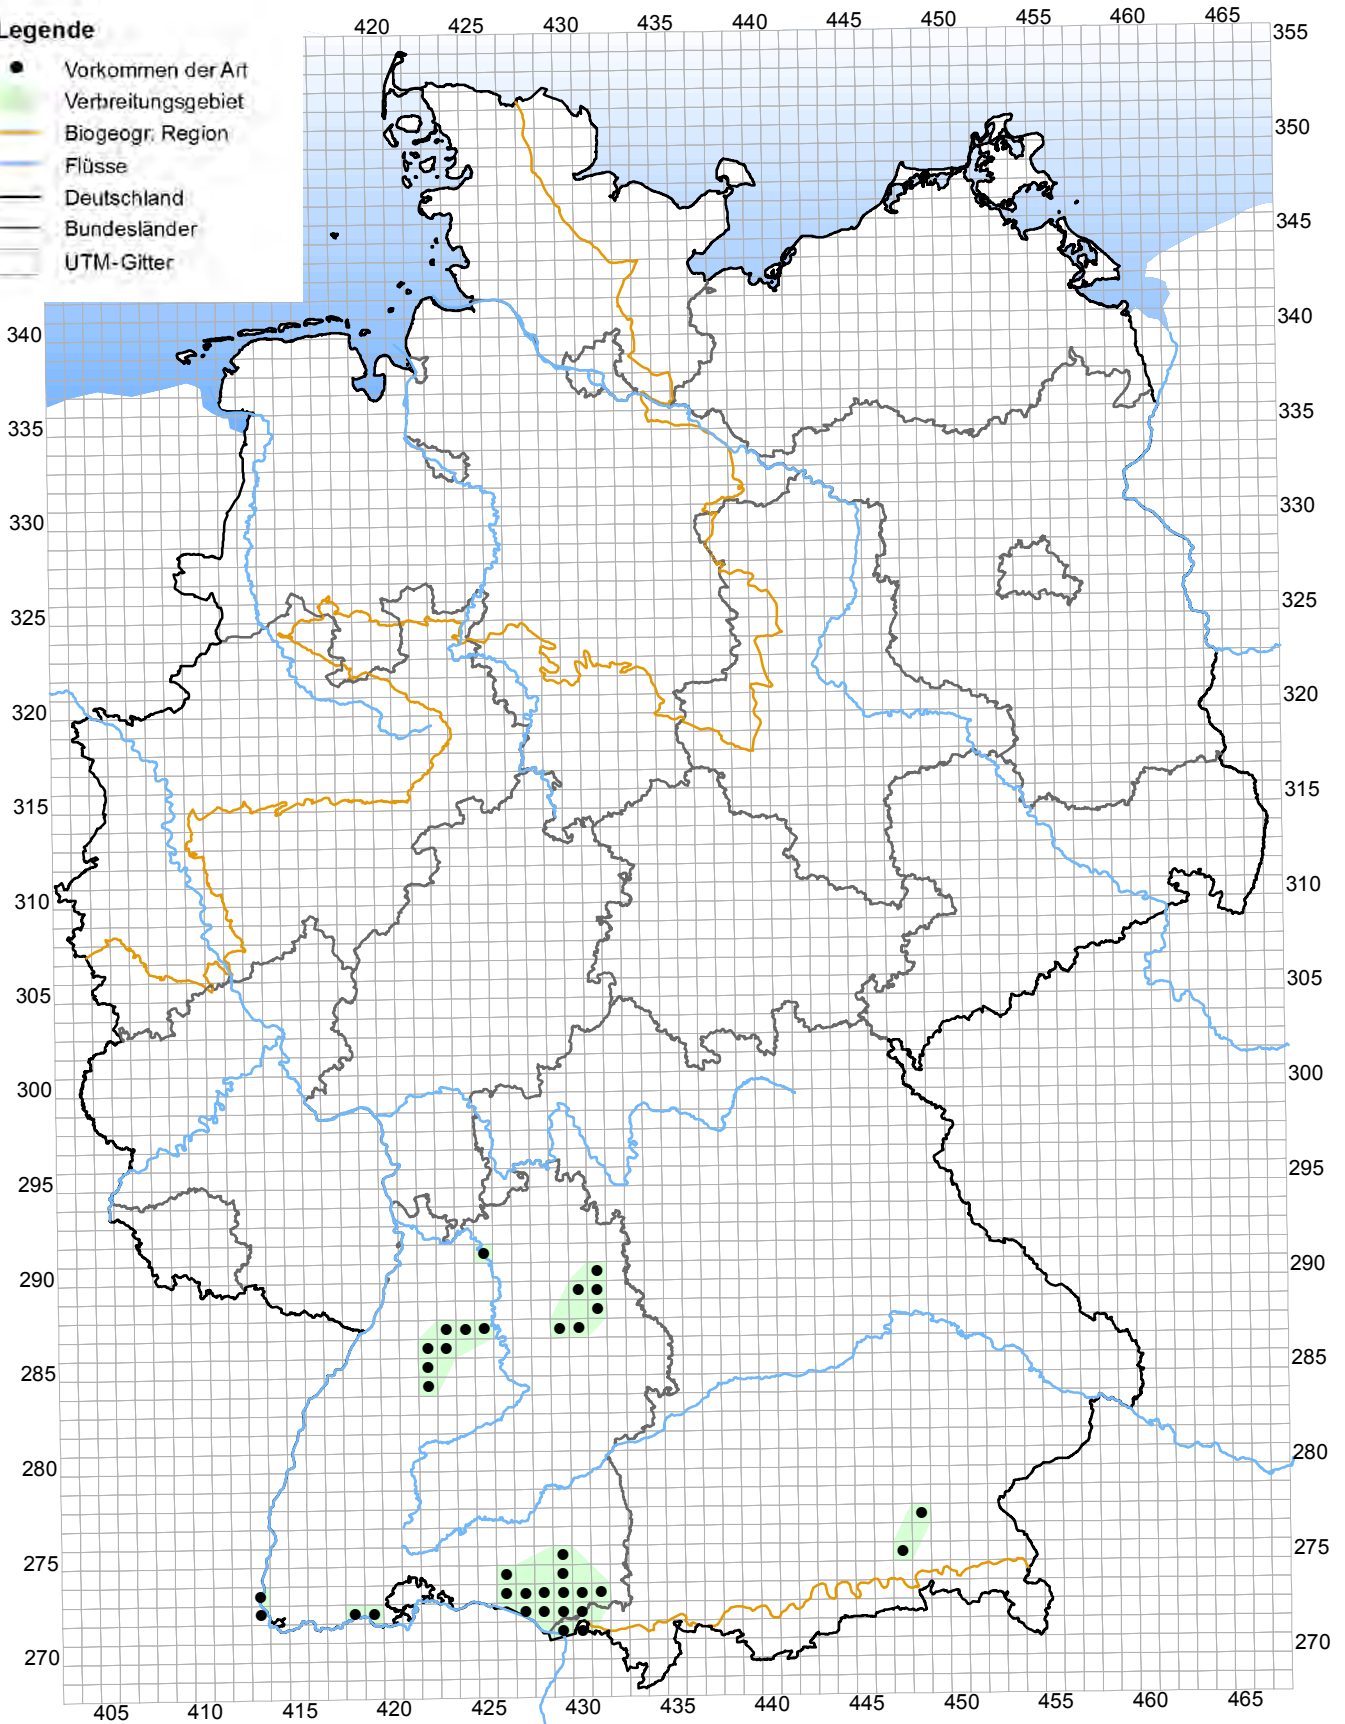 Legende
Vorkommen der Art
Verbreitungsgebiet
Biogeogr. Region
Flüsse
Deutschland
Bundesländer
UTM-Gitter
420 425 430 435 440 445 450 455 460 465
355
350
345
340 340
335 335
330 330
325 325
320 320
315 315
310 310
305 305
300 300
295 295
290 290
285 285
280 280
275 275
270 270
405 410 415 420 425 430 435 440 445 450 455 460 465